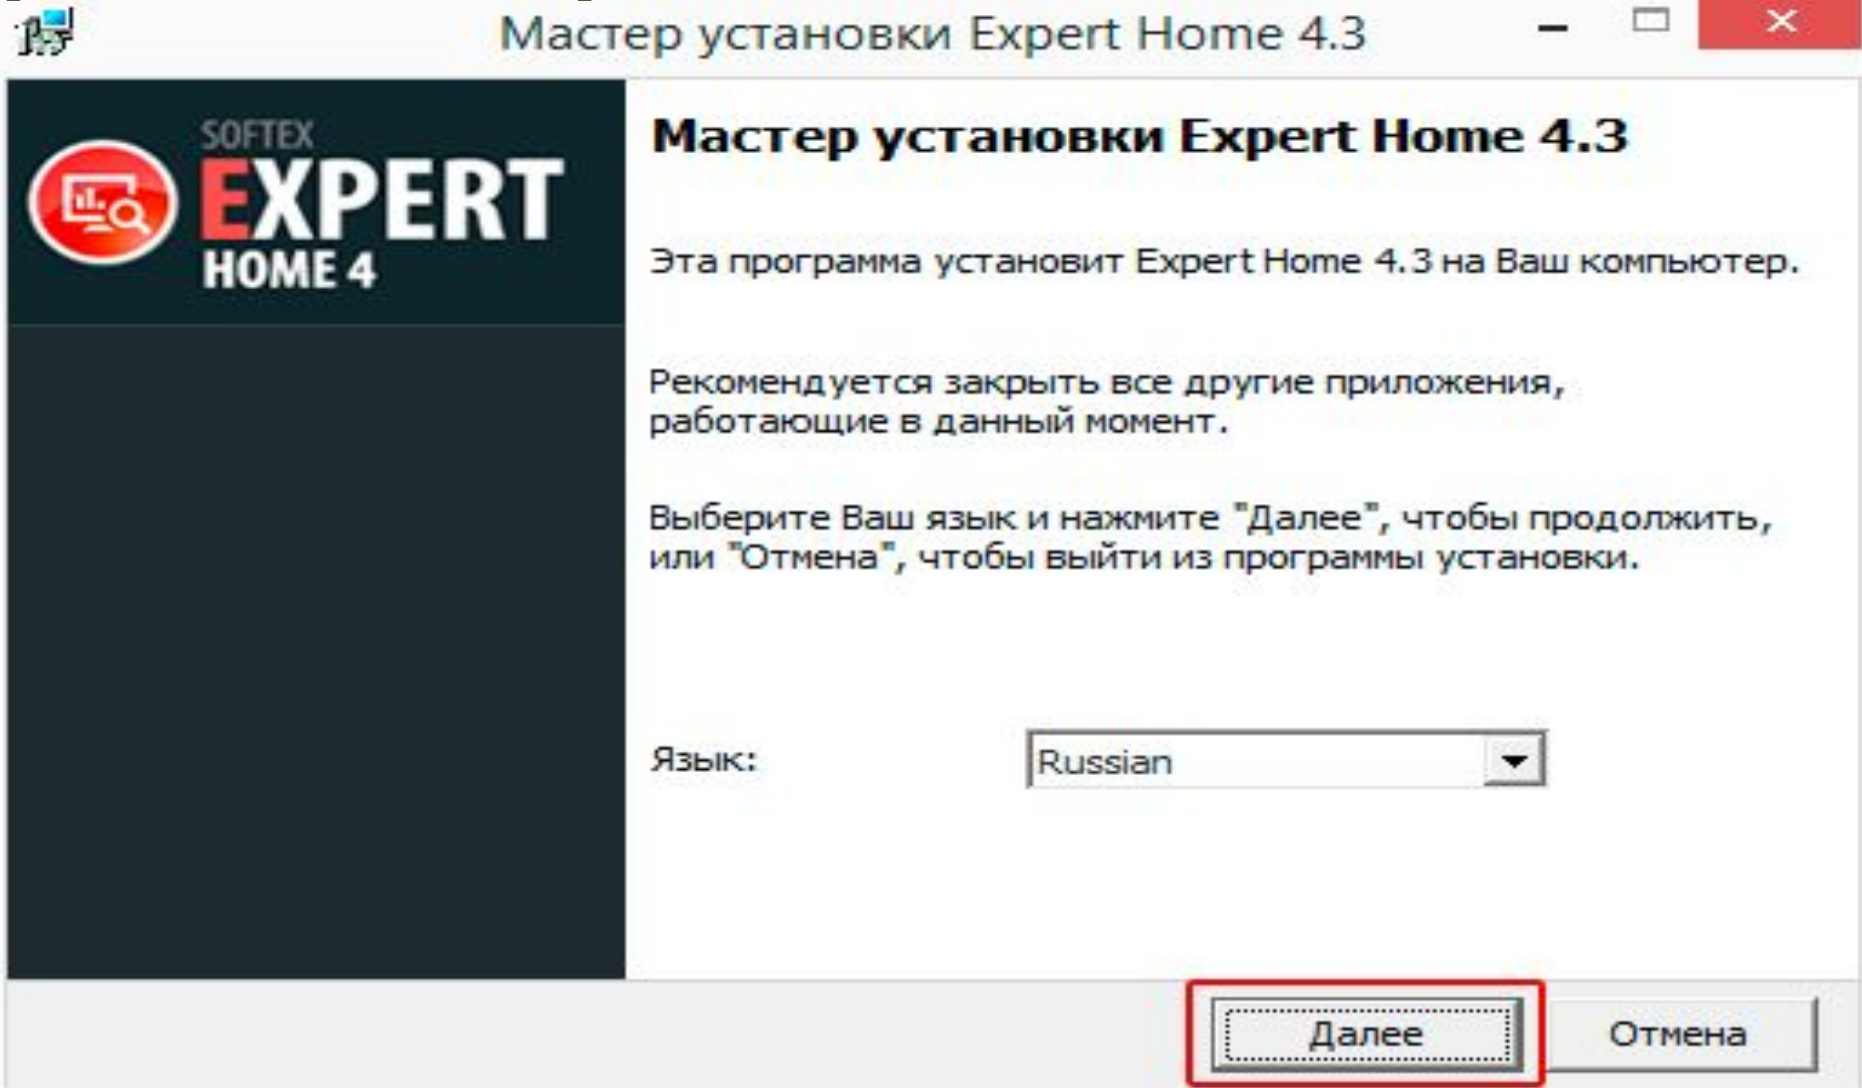 Мастер установки Expert Home 4.3
SOFTEX
EXPERT
HOME 4
Мастер установки Expert Home 4.3
Эта программа установит Expert Home 4.3 на Ваш компьютер.
Рекомендуется закрыть все другие приложения,
работающие в данный момент.
Выберите Ваш язык и нажмите "Далее", чтобы продолжить,
или "Отмена", чтобы выйти из программы установки.
Язык:
Russian
Далее
Отмена